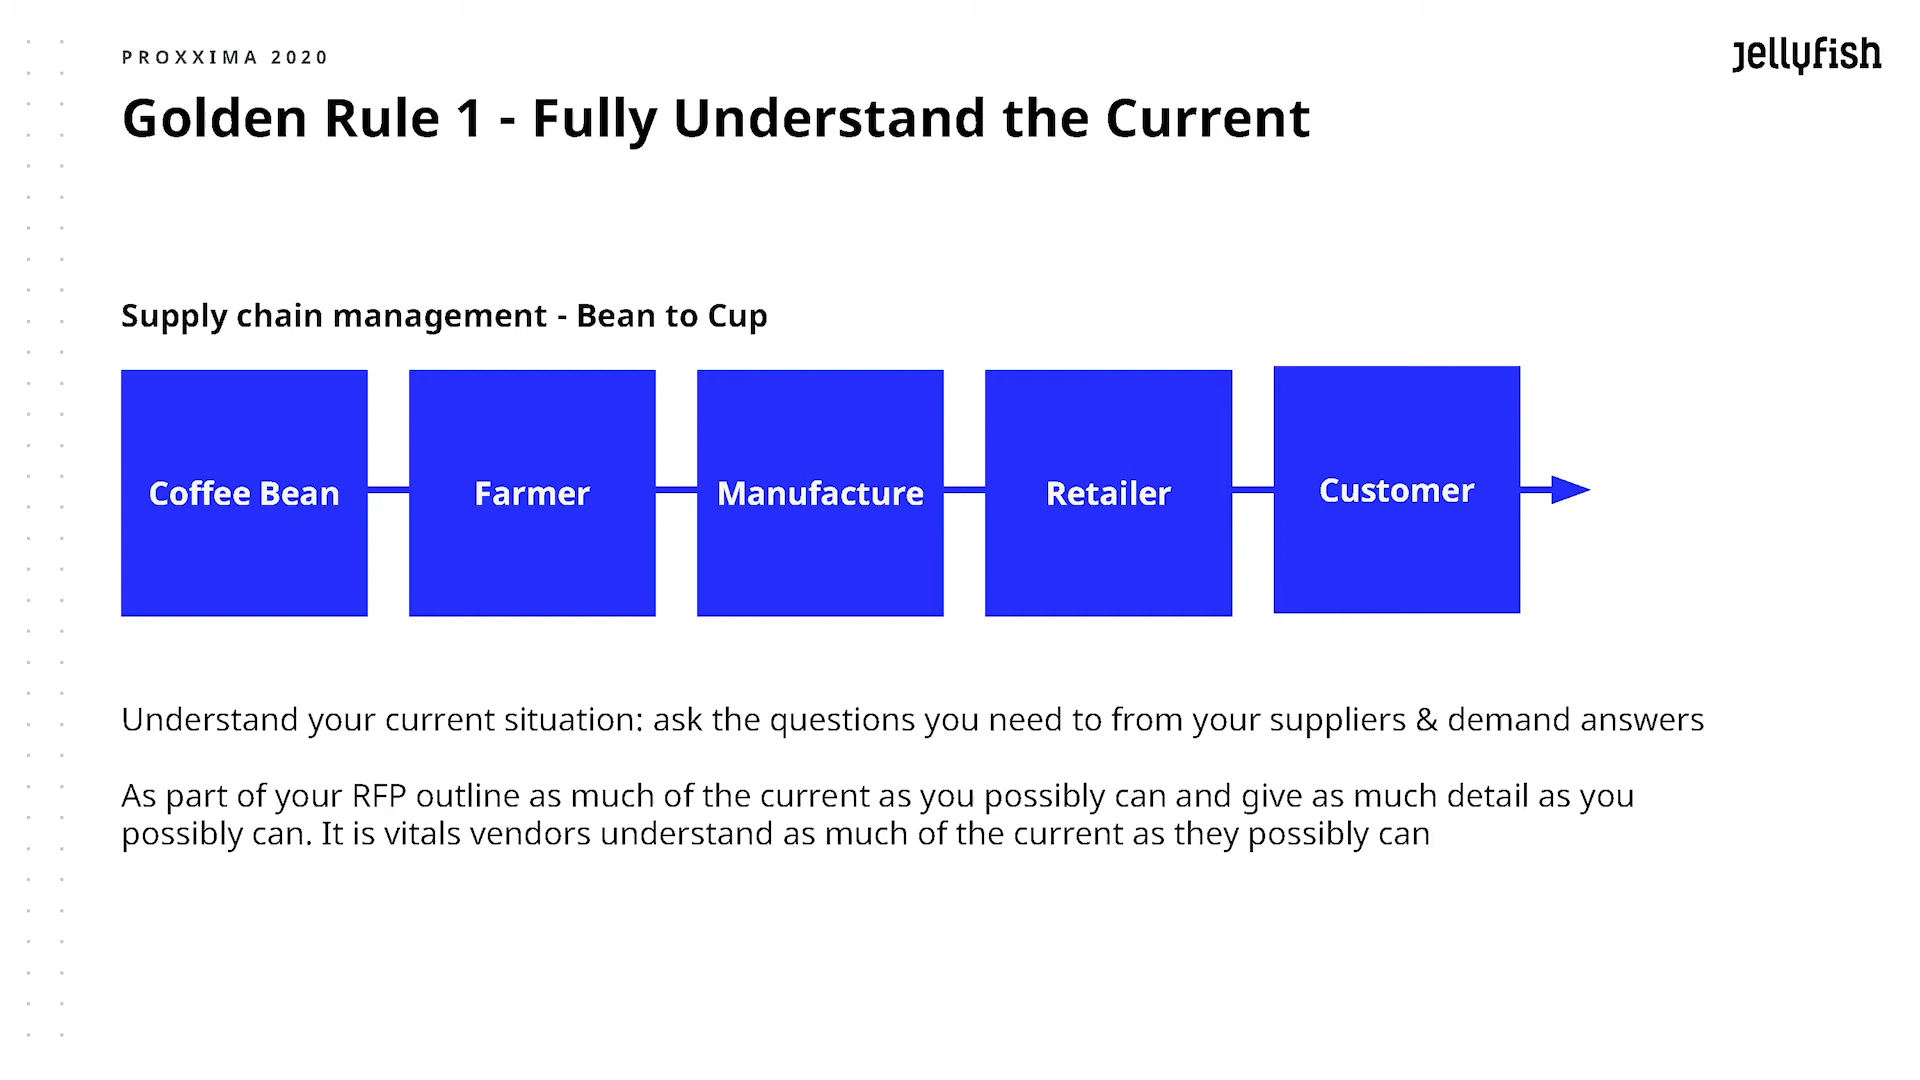 PROXXIMA 2020
jellyfish
Golden Rule 1 - Fully Understand the Current
Supply chain management - Bean to Cup
Coffee Bean
Farmer
Manufacture
Retailer
Customer
Understand your current situation: ask the questions you need to from your suppliers & demand answers
As part of your RFP outline as much of the current as you possibly can and give as much detail as you
possibly can. It is vitals vendors understand as much of the current as they possibly can